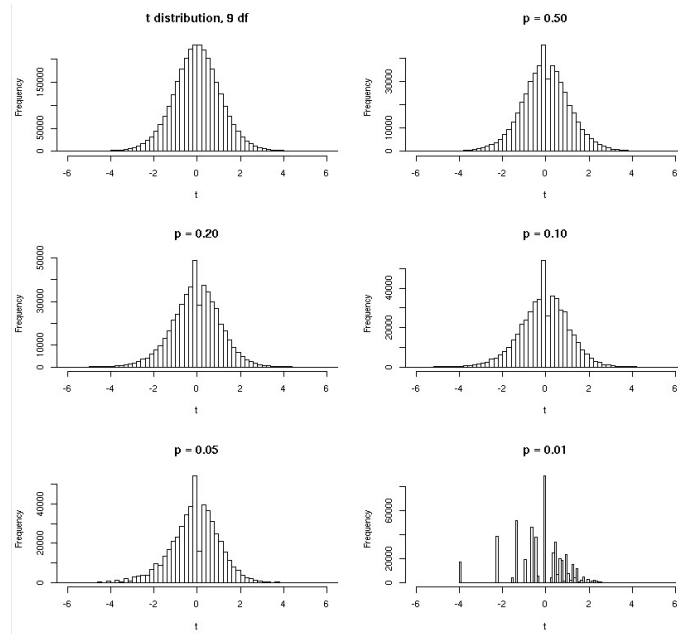 t distribution, 9 df
Frequency
0 50000 150000
-6 -4 -2 0 2 4 6
t
p = 0.50
Frequency
0 10000 30000
-6 -4 -2 0 2 4 6
t
p = 0.20
Frequency
0 10000 30000 50000
-6 -4 -2 0 2 4 6
t
p = 0.10
Frequency
0 20000 40000
-6 -4 -2 0 2 4 6
t
p = 0.05
Frequency
0 20000 40000
-6 -4 -2 0 2 4 6
t
p = 0.01
Frequency
0 20000 60000
-6 -4 -2 0 2 4 6
t